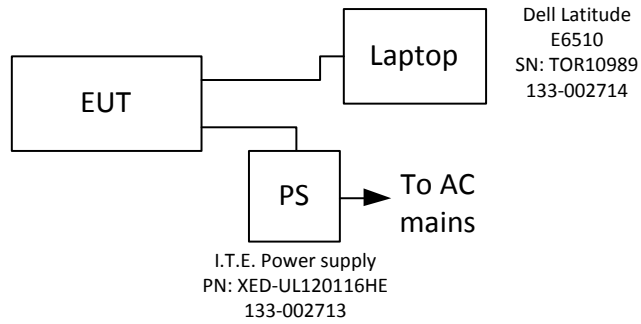 Dell Latitude
E6510
SN: TOR10989
133-002714
Laptop
EUT
PS
To AC
mains
I.T.E. Power supply
PN: XED-UL120116HE
133-002713